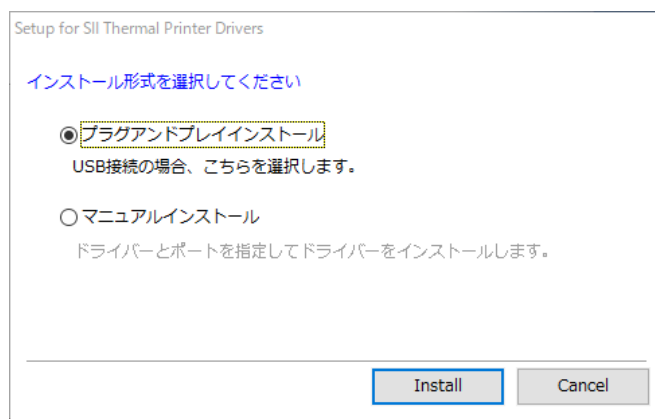 Setup for SII Thermal Printer Drivers
インストール形式を選択してください
プラグアンドプレイインストール
USB接続の場合、こちらを選択します。
マニュアルインストール
ドライバーとポートを指定してドライバーをインストールします。
Install
Cancel